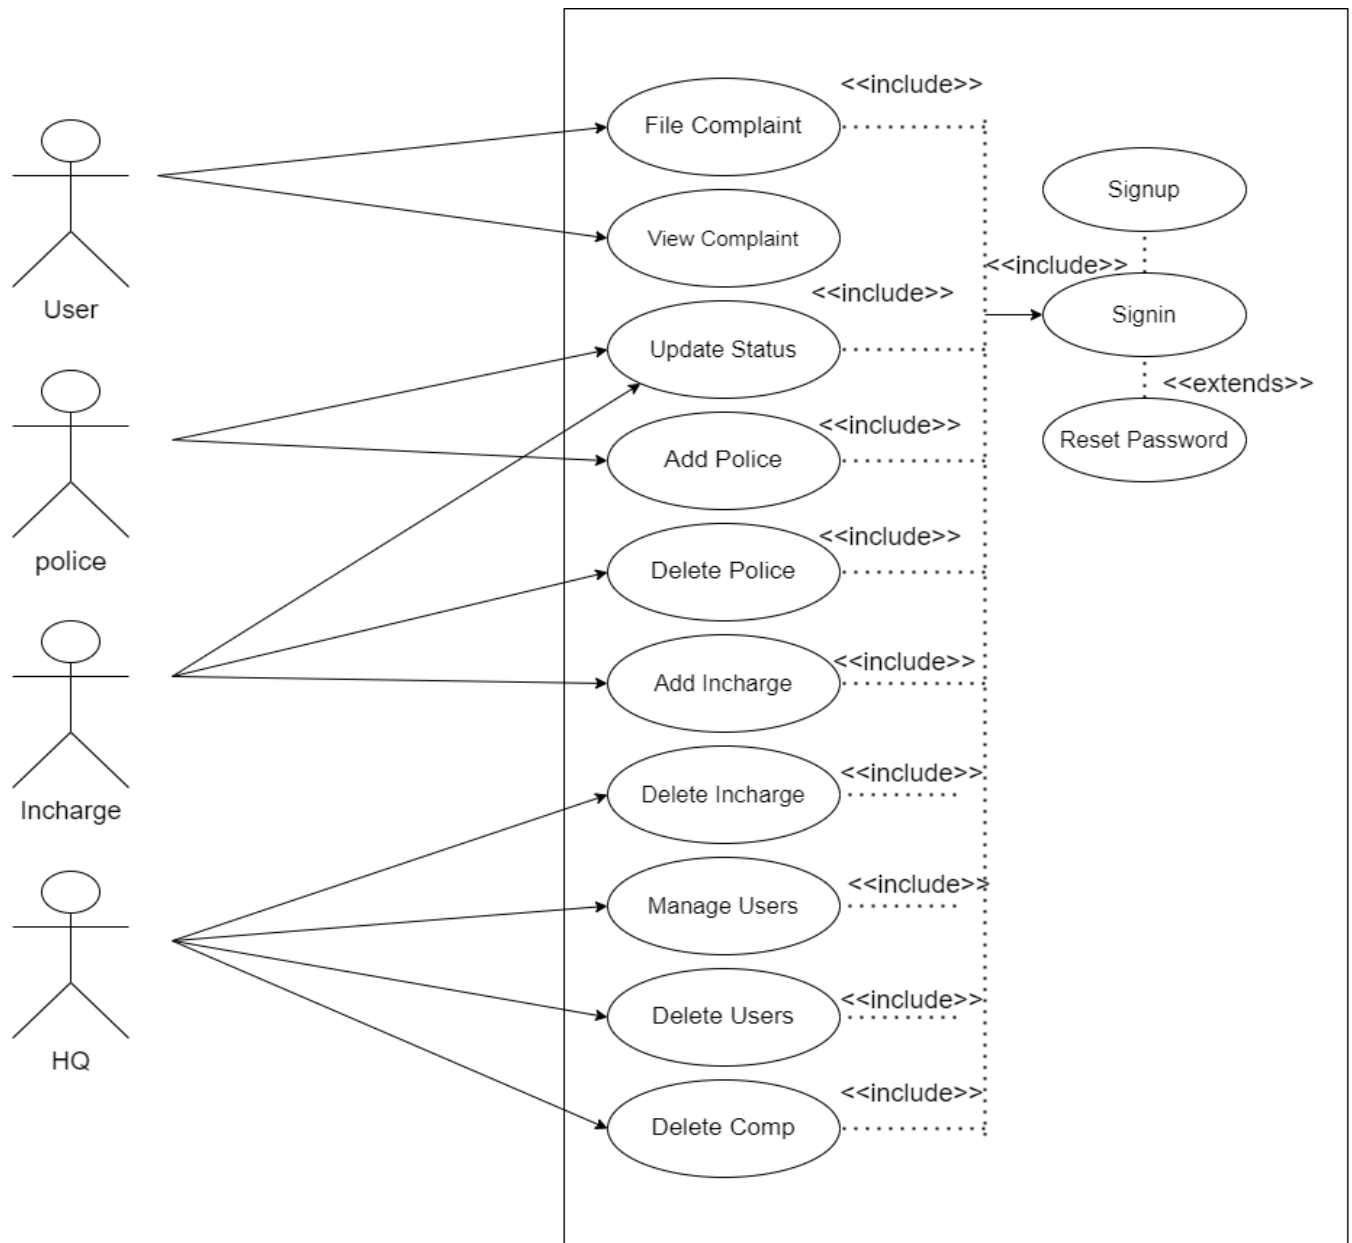 <<include>>
File Complaint
Signup
View Complaint
<<include>>
<<include>>
User
Signin
Update Status
<<extends>>
<<include>>
Reset Password
Add Police
<<include>>
police
Delete Police
<<include>>
Add Incharge
<<include>>
Delete Incharge
Incharge
<<include>>
Manage Users
<<include>>
Delete Users
HQ
<<include>>
Delete Comp